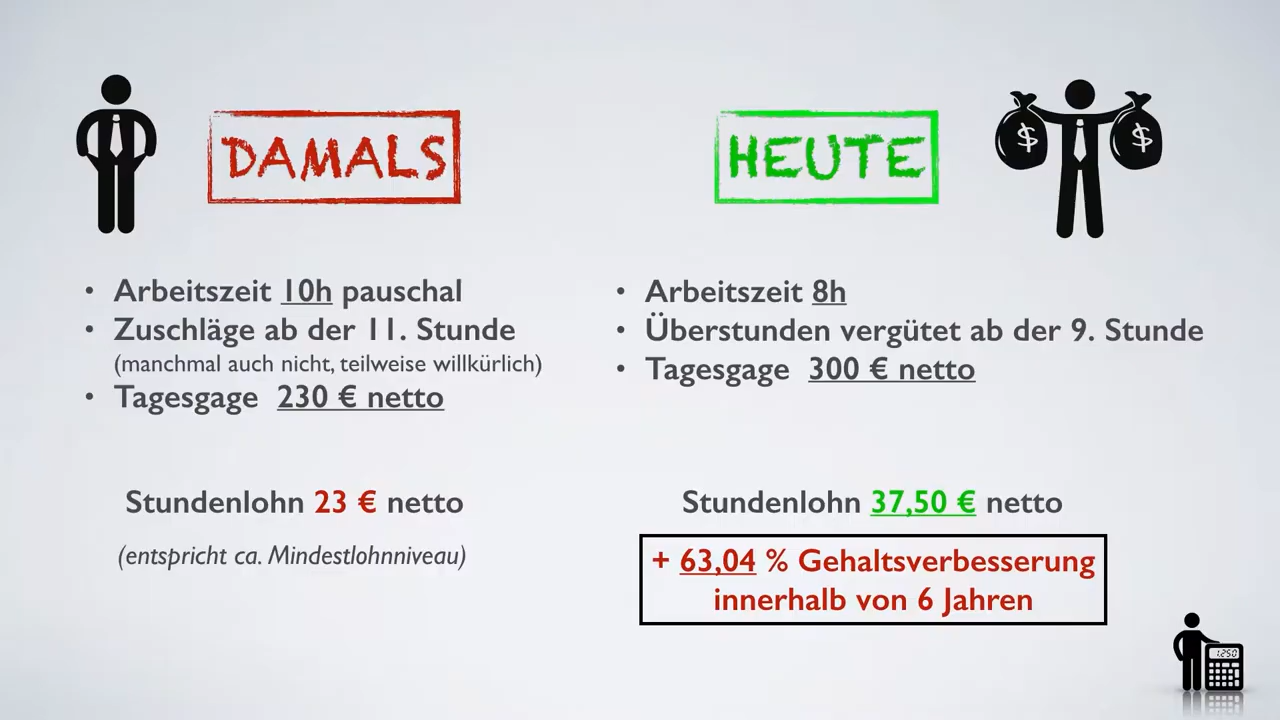 DAMALS
• Arbeitszeit 10h pauschal
• Zuschläge ab der 11. Stunde
(manchmal auch nicht, teilweise willkürlich)
• Tagesgage 230 € netto
Stundenlohn 23 € netto
(entspricht ca. Mindestlohnniveau)
HEUTE
$ $
• Arbeitszeit 8h
• Überstunden vergütet ab der 9. Stunde
• Tagesgage 300 € netto
Stundenlohn 37,50 € netto
+ 63,04 % Gehaltsverbesserung
innerhalb von 6 Jahren
1,250